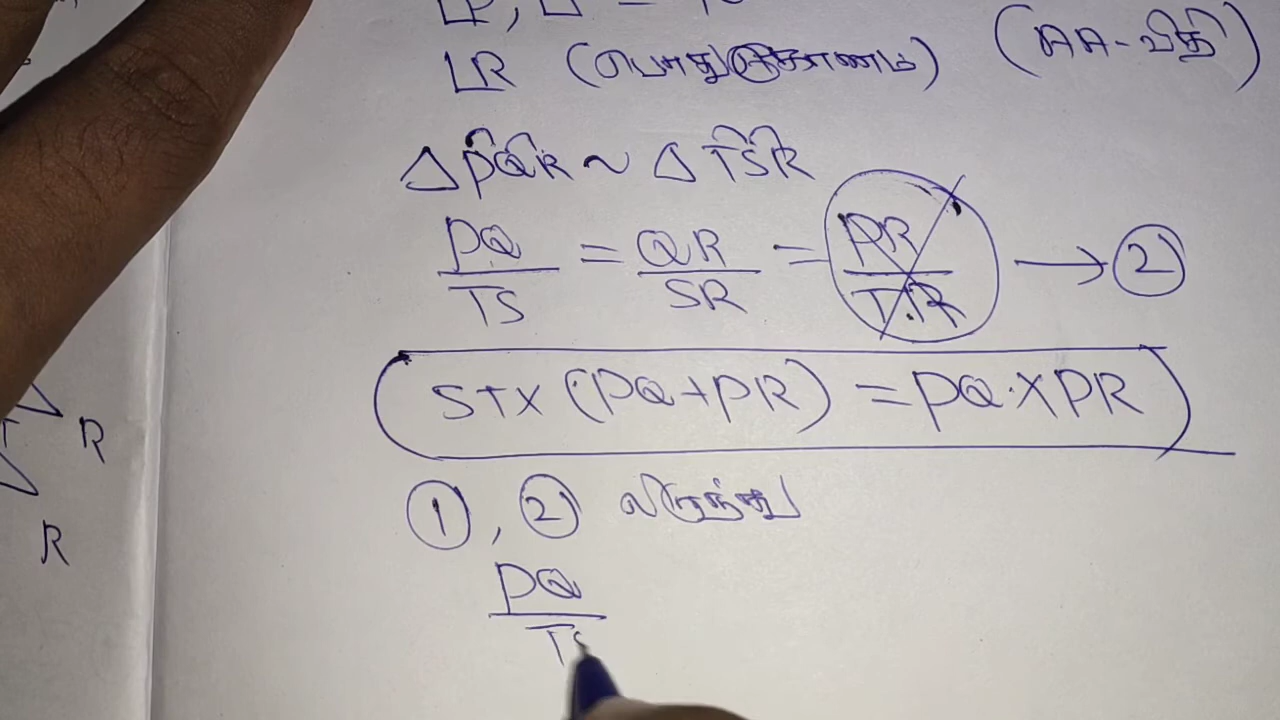 ∠R (பொதுக்கோணம்) (AA-விதி)
Δ PQR ~ Δ TSR
PQ/TS = QR/SR = PR/TR → ②
ST × (PQ + PR) = PQ × PR
①, ② லிருந்து
PQ/TS
R
R